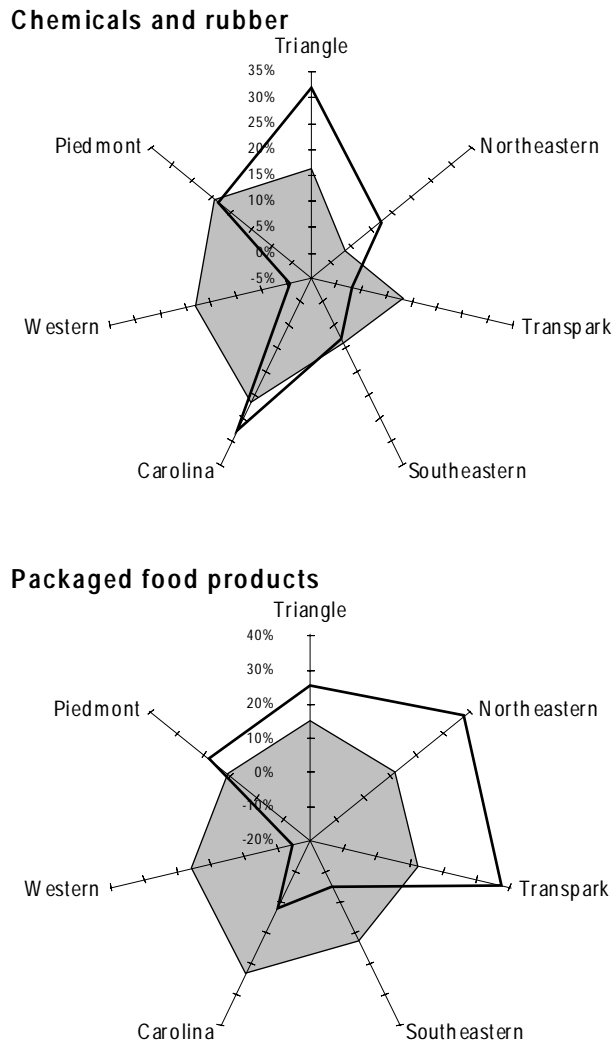 Chemicals and rubber
Triangle
35%
30%
Piedmont
25%
Northeastern
20%
15%
10%
5%
0%
-5%
Western
Transpark
Carolina
Southeastern
Packaged food products
Triangle
40%
30%
Piedmont
20%
Northeastern
10%
0%
-10%
-20%
Western
Transpark
Carolina
Southeastern